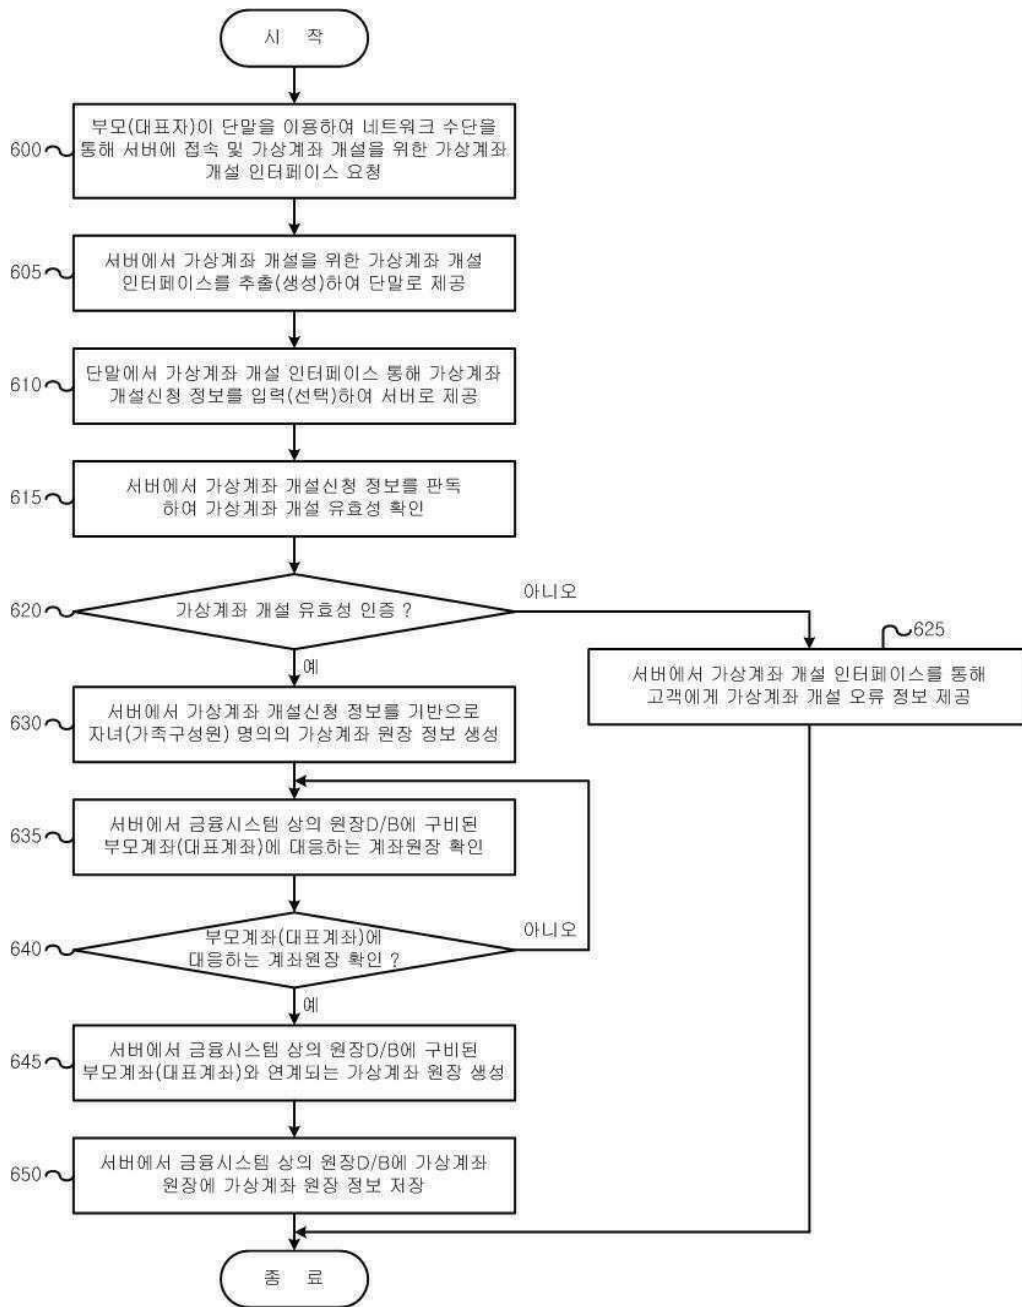 시 작
600
부모(대표자)이 단말을 이용하여 네트워크 수단을
통해 서버에 접속 및 가상계좌 개설을 위한 가상계좌
개설 인터페이스 요청
605
서버에서 가상계좌 개설을 위한 가상계좌 개설
인터페이스를 추출(생성)하여 단말로 제공
610
단말에서 가상계좌 개설 인터페이스 통해 가상계좌
개설신청 정보를 입력(선택)하여 서버로 제공
615
서버에서 가상계좌 개설신청 정보를 판독
하여 가상계좌 개설 유효성 확인
620
가상계좌 개설 유효성 인증 ?
아니오
예
625
서버에서 가상계좌 개설 인터페이스를 통해
고객에게 가상계좌 개설 오류 정보 제공
630
서버에서 가상계좌 개설신청 정보를 기반으로
자녀(가족구성원) 명의의 가상계좌 원장 정보 생성
635
서버에서 금융시스템 상의 원장D/B에 구비된
부모계좌(대표계좌)에 대응하는 계좌원장 확인
640
부모계좌(대표계좌)에
대응하는 계좌원장 확인 ?
아니오
예
645
서버에서 금융시스템 상의 원장D/B에 구비된
부모계좌(대표계좌)와 연계되는 가상계좌 원장 생성
650
서버에서 금융시스템 상의 원장D/B에 가상계좌
원장에 가상계좌 원장 정보 저장
종 료